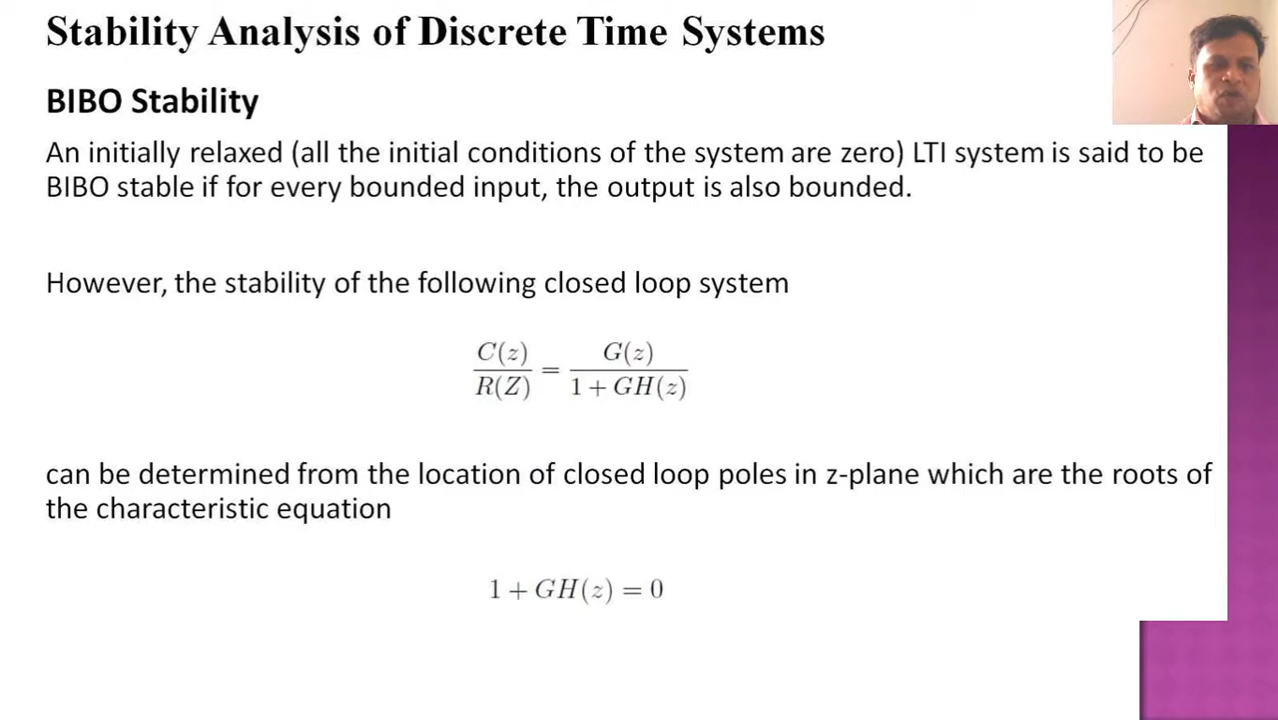 Stability Analysis of Discrete Time Systems
BIBO Stability
An initially relaxed (all the initial conditions of the system are zero) LTI system is said to be
BIBO stable if for every bounded input, the output is also bounded.
However, the stability of the following closed loop system
C(z)/R(Z) = G(z)/1 + GH(z)
can be determined from the location of closed loop poles in z-plane which are the roots of
the characteristic equation
1 + GH(z) = 0